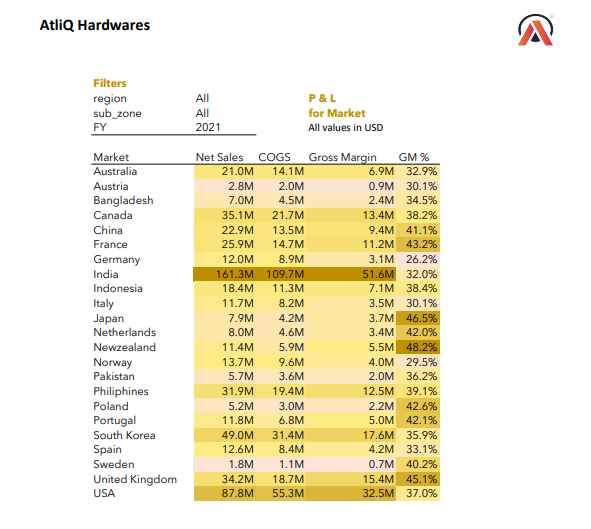 AtliQ Hardwares
Filters
region All P & L
sub_zone All for Market
FY 2021 All values in USD
Market Net Sales COGS Gross Margin GM %
Australia 21.0M 14.1M 6.9M 32.9%
Austria 2.8M 2.0M 0.9M 30.1%
Bangladesh 7.0M 4.5M 2.4M 34.5%
Canada 35.1M 21.7M 13.4M 38.2%
China 22.9M 13.5M 9.4M 41.1%
France 25.9M 14.7M 11.2M 43.2%
Germany 12.0M 8.9M 3.1M 26.2%
India 161.3M 109.7M 51.6M 32.0%
Indonesia 18.4M 11.3M 7.1M 38.4%
Italy 11.7M 8.2M 3.5M 30.1%
Japan 7.9M 4.2M 3.7M 46.5%
Netherlands 8.0M 4.6M 3.4M 42.0%
Newzealand 11.4M 5.9M 5.5M 48.2%
Norway 13.7M 9.6M 4.0M 29.5%
Pakistan 5.7M 3.6M 2.0M 36.2%
Philiphines 31.9M 19.4M 12.5M 39.1%
Poland 5.2M 3.0M 2.2M 42.6%
Portugal 11.8M 6.8M 5.0M 42.1%
South Korea 49.0M 31.4M 17.6M 35.9%
Spain 12.6M 8.4M 4.2M 33.1%
Sweden 1.8M 1.1M 0.7M 40.2%
United Kingdom 34.2M 18.7M 15.4M 45.1%
USA 87.8M 55.3M 32.5M 37.0%